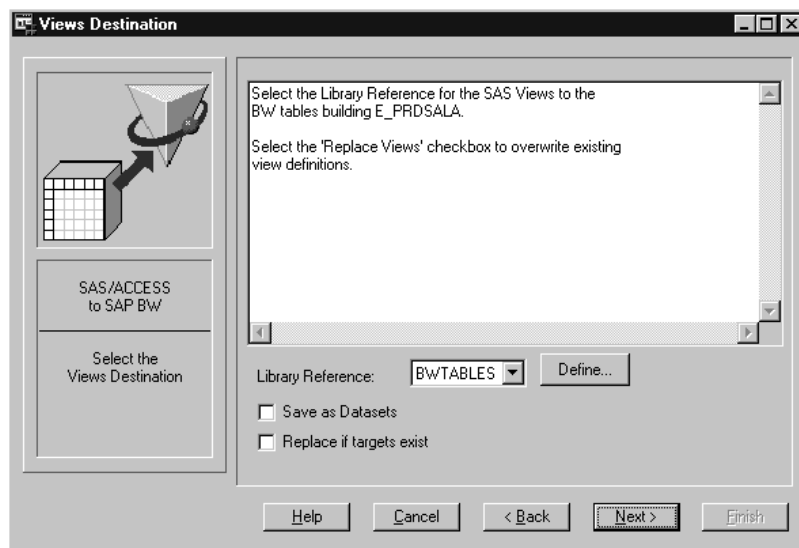 Views Destination
Select the Library Reference for the SAS Views to the
BW tables building E_PRDSALA.
Select the 'Replace Views' checkbox to overwrite existing
view definitions.
SAS/ACCESS
to SAP BW
Select the
Views Destination
Library Reference:
BWTABLES
Define...
Save as Datasets
Replace if targets exist
Help
Cancel
< Back
Next >
Finish